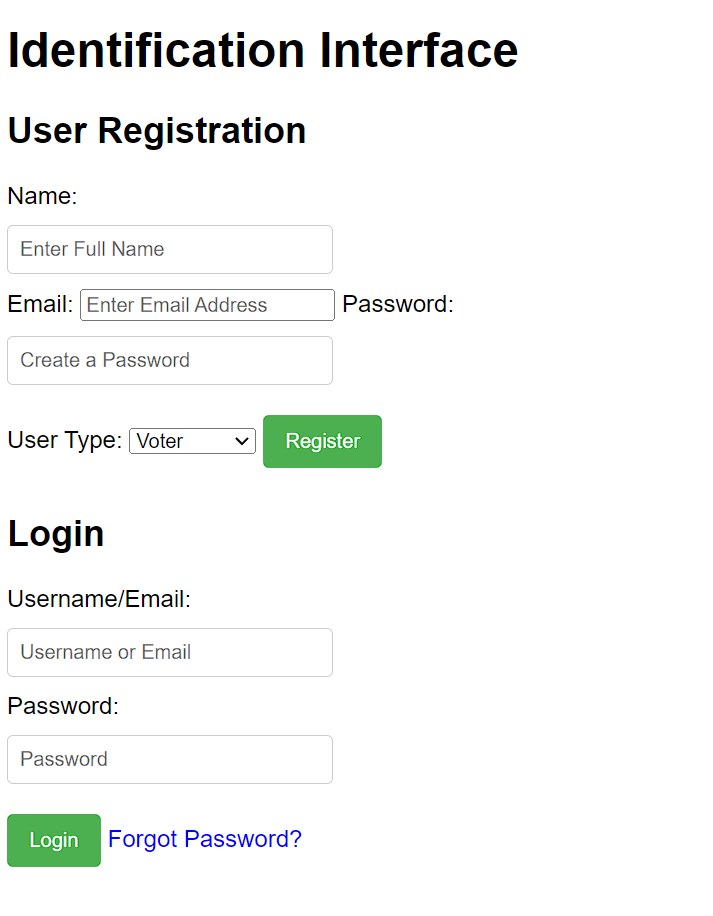 Identification Interface
User Registration
Name:
Enter Full Name
Email: Enter Email Address Password:
Create a Password
User Type: Voter Register
Login
Username/Email:
Username or Email
Password:
Password
Login Forgot Password?